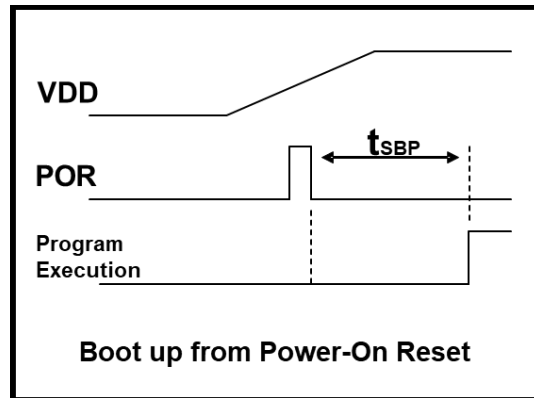 VDD
tSBP
POR
Program
Execution
Boot up from Power-On Reset